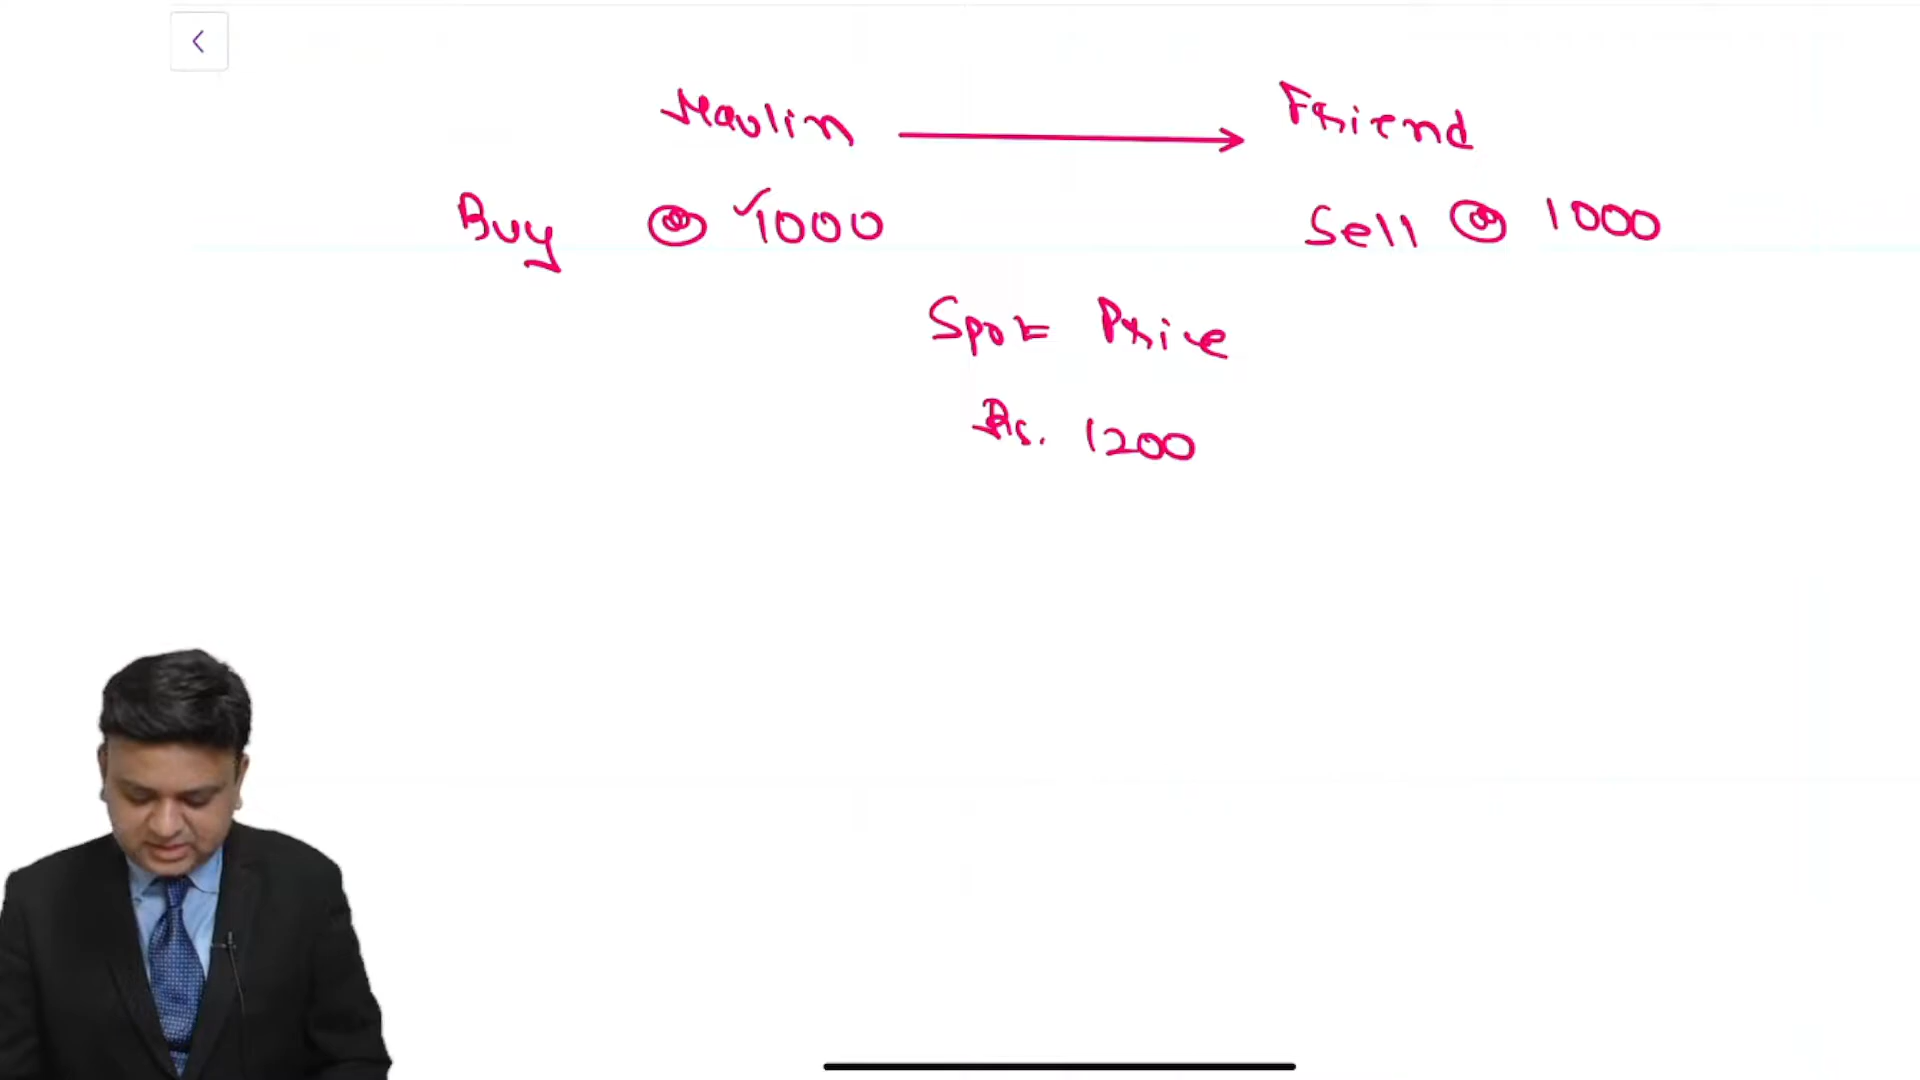 Maulin → Friend
Buy @ 1000 Sell @ 1000
Spot Price
Rs. 1200